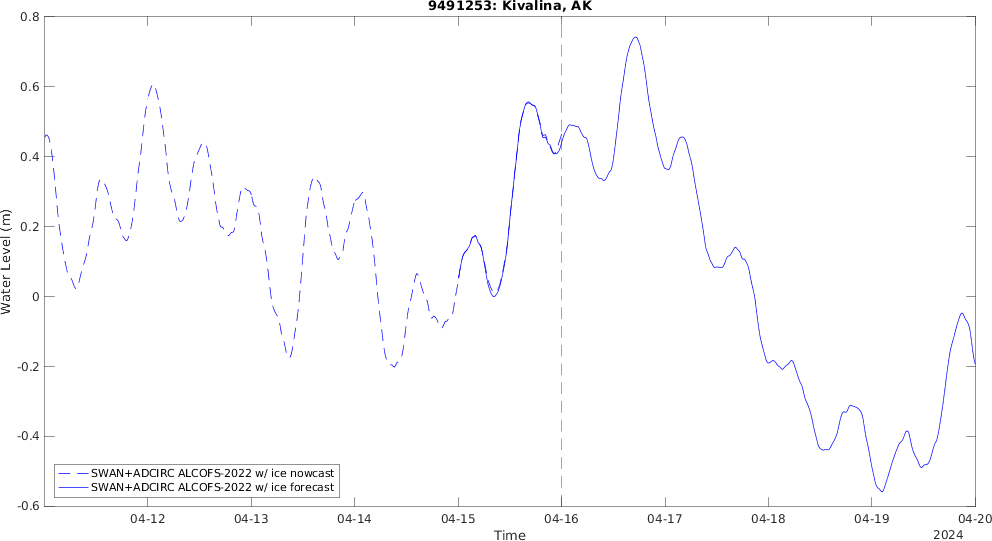 9491253: Kivalina, AK
0.8
0.6
0.4
0.2
0
-0.2
-0.4
-0.6
Water Level (m)
SWAN+ADCIRC ALCOFS-2022 w/ ice nowcast
SWAN+ADCIRC ALCOFS-2022 w/ ice forecast
04-12 04-13 04-14 04-15 04-16 04-17 04-18 04-19 04-20
Time
2024